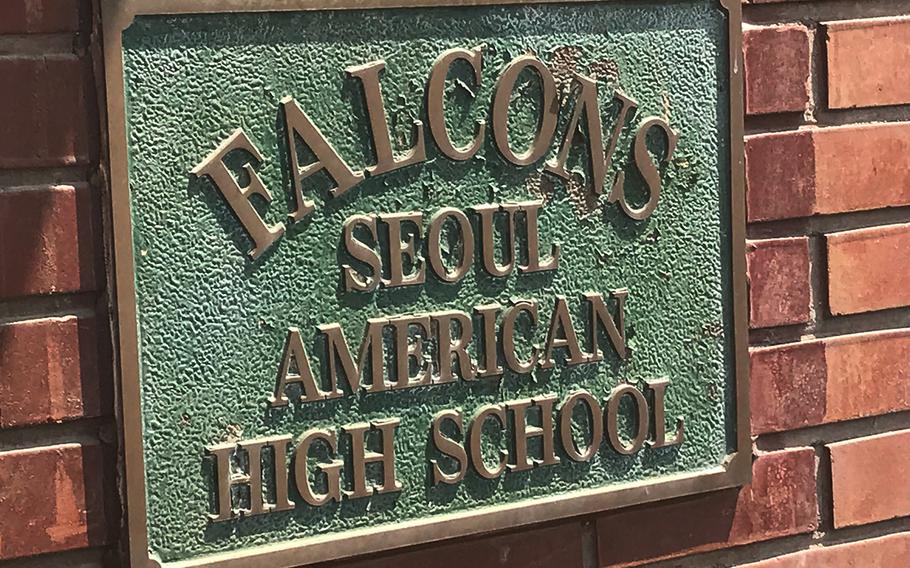 FALCONS
SEOUL
AMERICAN
HIGH SCHOOL